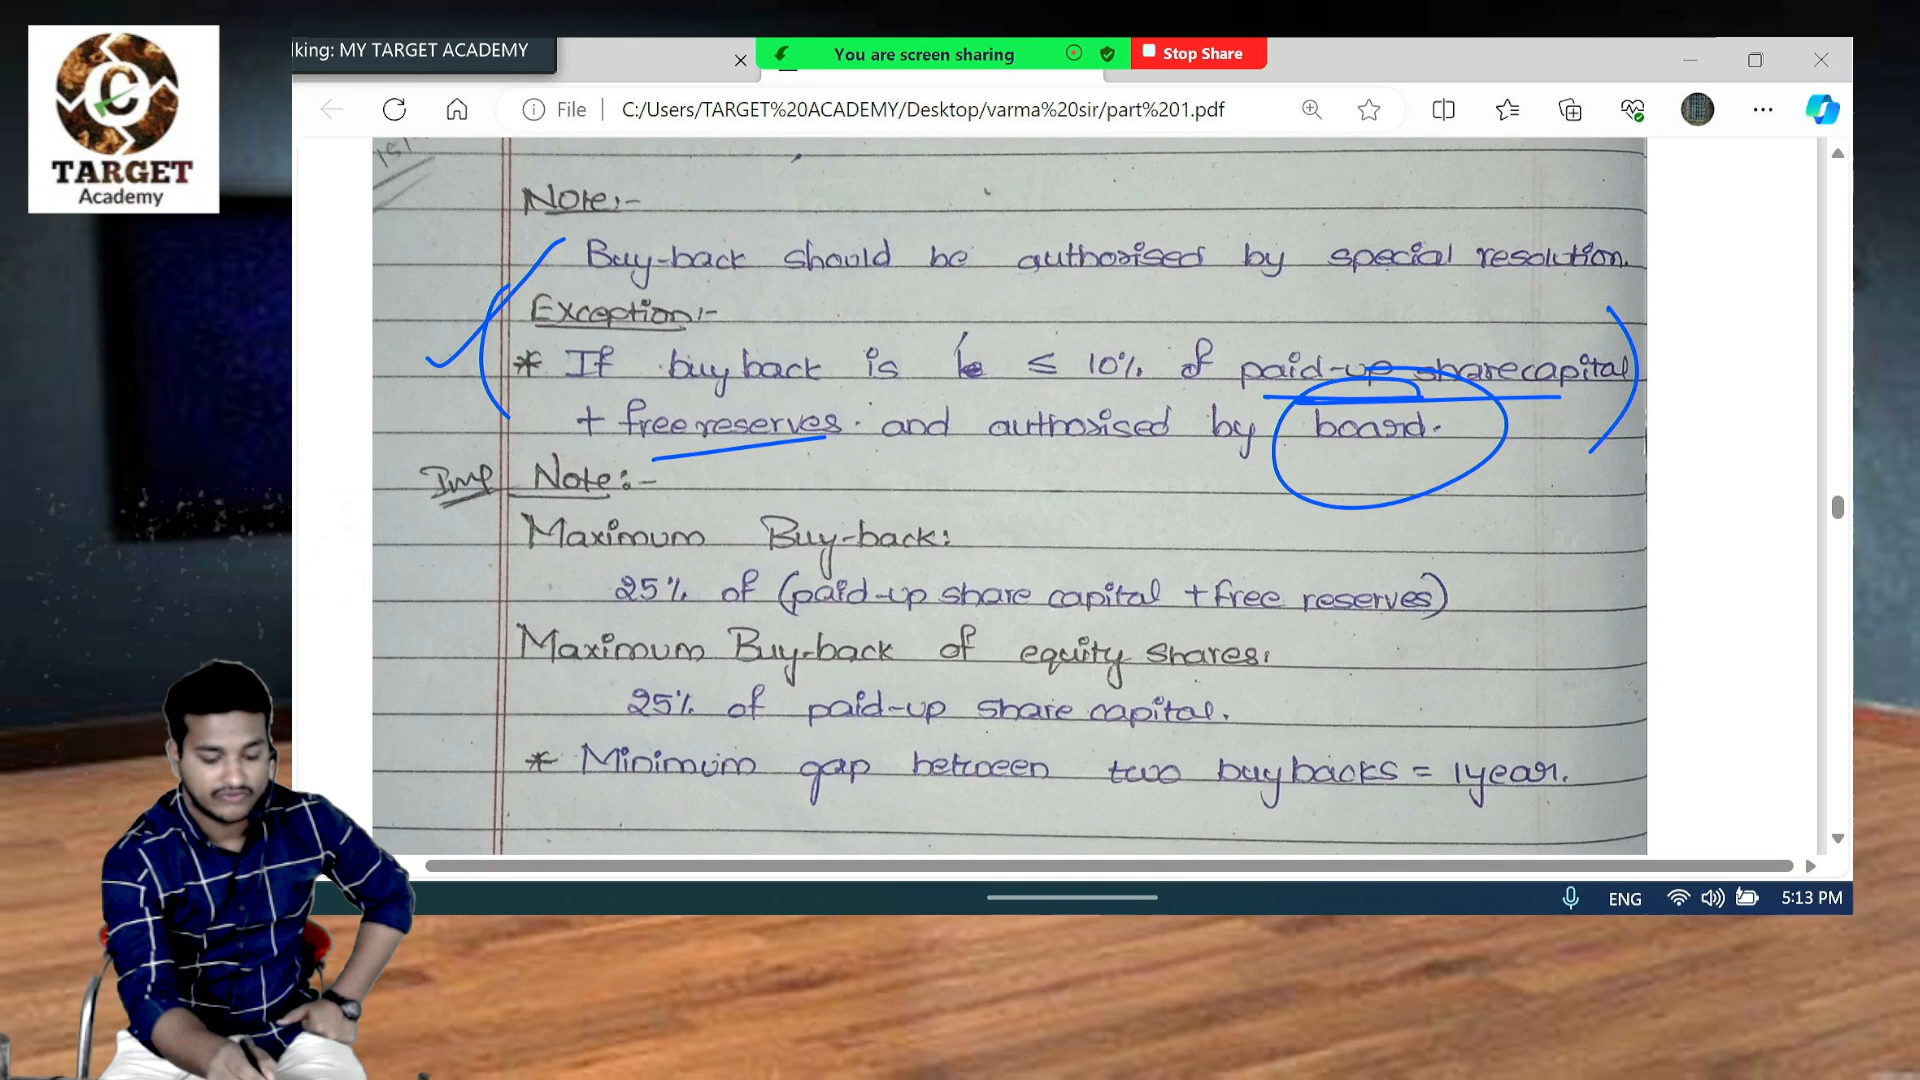 TARGET
Academy
lking: MY TARGET ACADEMY
You are screen sharing
Stop Share
File
C:/Users/TARGET%20ACADEMY/Desktop/varma%20sir/part%201.pdf
151
Note:-
Buy-back should be authorised by special resolution.
Exception:-
* If buy back is ≤ 10% of paid-up sharecapital
+ free reserves. and authorised by board.
Imp Note:-
Maximum Buy-back:
25% of (paid-up share capital + free reserves)
Maximum Buy-back of equity shares:
25% of paid-up share capital.
* Minimum gap between two buy backs = 1 year.
ENG
5:13 PM